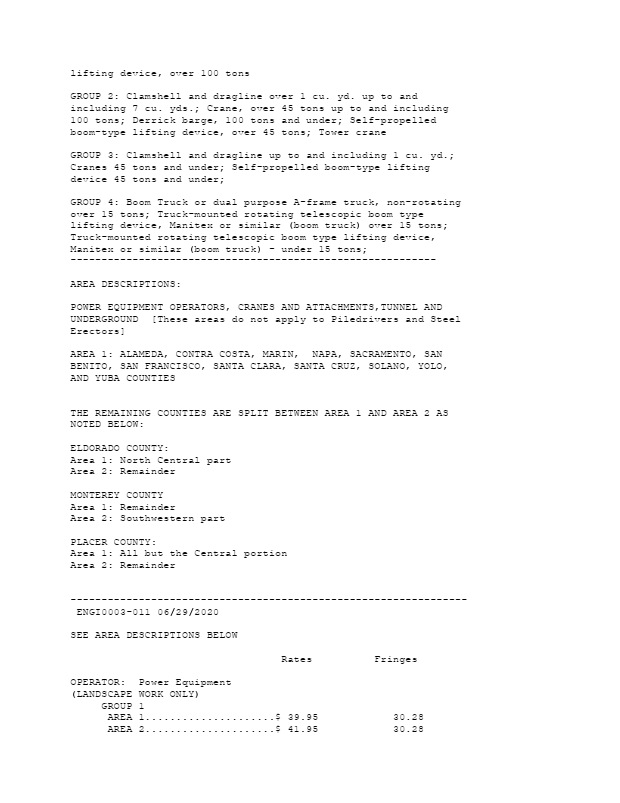 lifting device, over 100 tons
GROUP 2: Clamshell and dragline over 1 cu. yd. up to and
including 7 cu. yds.; Crane, over 45 tons up to and including
100 tons; Derrick barge, 100 tons and under; Self-propelled
boom-type lifting device, over 45 tons; Tower crane
GROUP 3: Clamshell and dragline up to and including 1 cu. yd.;
Cranes 45 tons and under; Self-propelled boom-type lifting
device 45 tons and under;
GROUP 4: Boom Truck or dual purpose A-frame truck, non-rotating
over 15 tons; Truck-mounted rotating telescopic boom type
lifting device, Manitex or similar (boom truck) over 15 tons;
Truck-mounted rotating telescopic boom type lifting device,
Manitex or similar (boom truck) - under 15 tons;
-----------------------------------------------------------
AREA DESCRIPTIONS:
POWER EQUIPMENT OPERATORS, CRANES AND ATTACHMENTS,TUNNEL AND
UNDERGROUND [These areas do not apply to Piledrivers and Steel
Erectors]
AREA 1: ALAMEDA, CONTRA COSTA, MARIN, NAPA, SACRAMENTO, SAN
BENITO, SAN FRANCISCO, SANTA CLARA, SANTA CRUZ, SOLANO, YOLO,
AND YUBA COUNTIES
THE REMAINING COUNTIES ARE SPLIT BETWEEN AREA 1 AND AREA 2 AS
NOTED BELOW:
ELDORADO COUNTY:
Area 1: North Central part
Area 2: Remainder
MONTEREY COUNTY
Area 1: Remainder
Area 2: Southwestern part
PLACER COUNTY:
Area 1: All but the Central portion
Area 2: Remainder
----------------------------------------------------------------
ENGI0003-011 06/29/2020
SEE AREA DESCRIPTIONS BELOW
Rates Fringes
OPERATOR: Power Equipment
(LANDSCAPE WORK ONLY)
GROUP 1
AREA 1.....................$ 39.95 30.28
AREA 2.....................$ 41.95 30.28